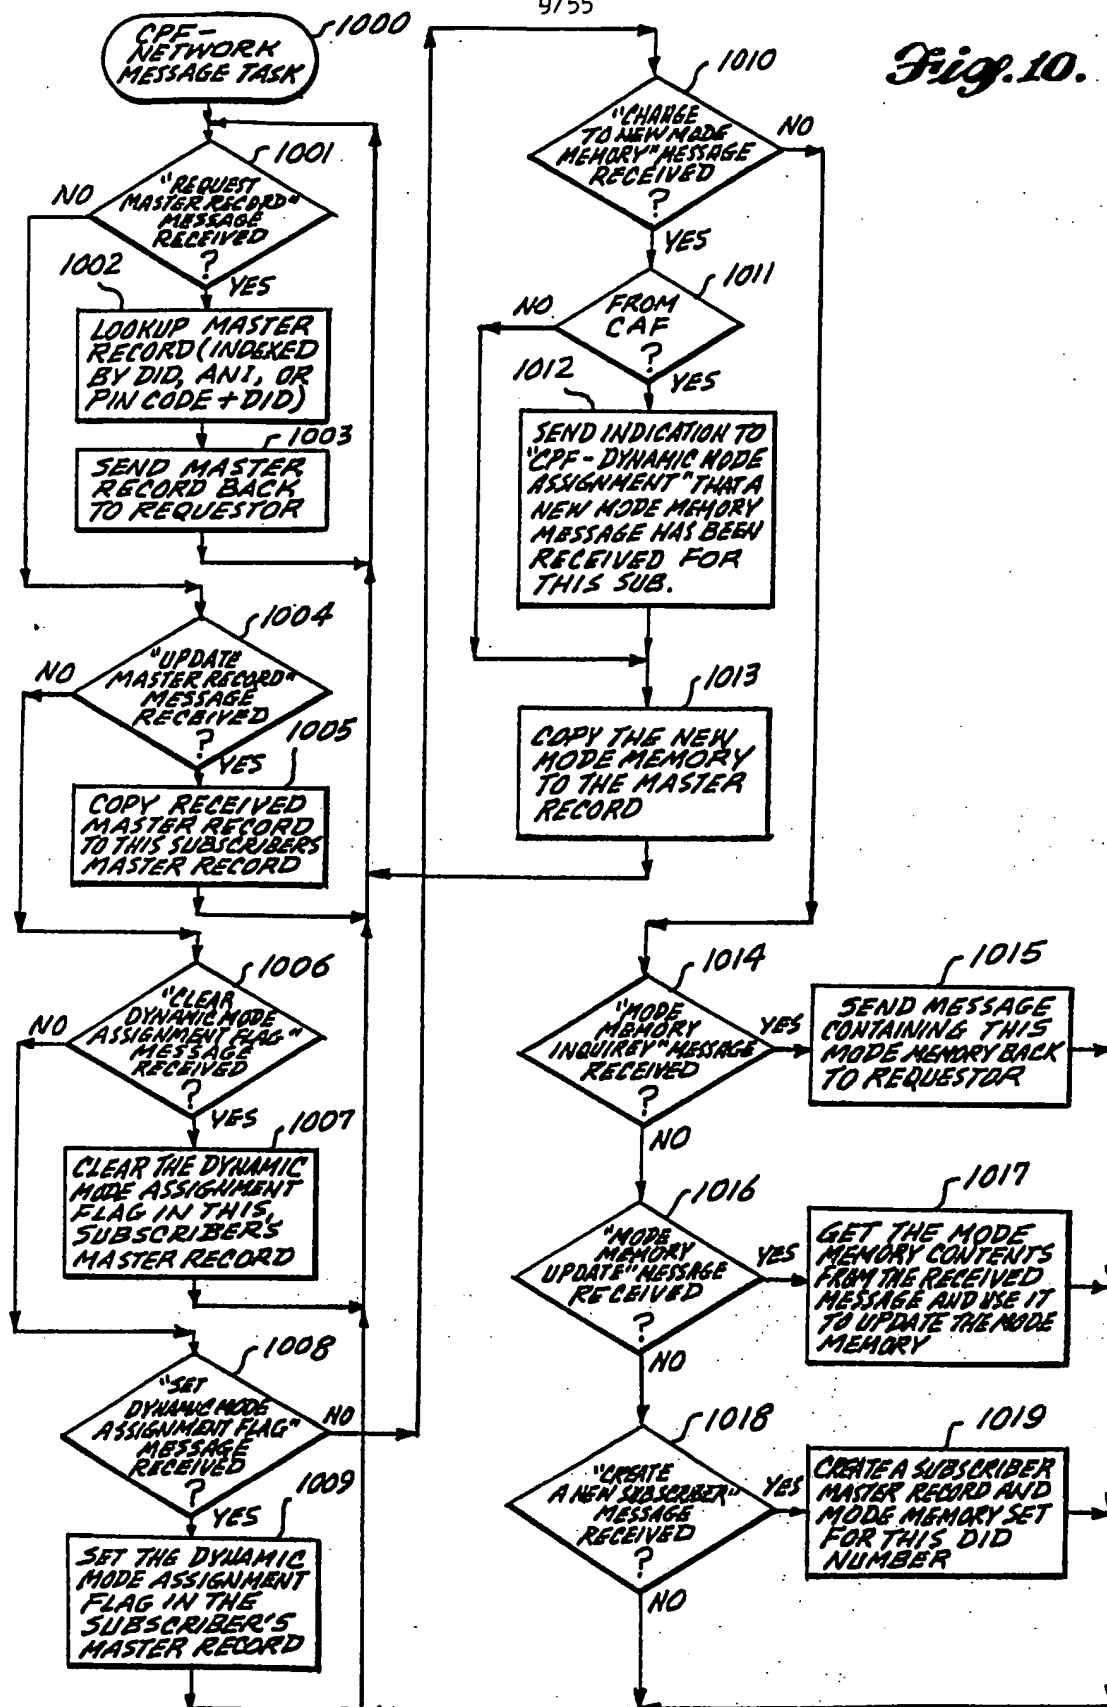 9/55
Fig. 10.
CPF-
NETWORK
MESSAGE TASK
1000
1001
"REQUEST
MASTER RECORD"
MESSAGE
RECEIVED
?
NO
YES
1002
LOOKUP MASTER
RECORD (INDEXED
BY DID, ANI, OR
PIN CODE + DID)
1003
SEND MASTER
RECORD BACK
TO REQUESTOR
1004
"UPDATE
MASTER RECORD"
MESSAGE
RECEIVED
?
NO
YES
1005
COPY RECEIVED
MASTER RECORD
TO THIS SUBSCRIBERS
MASTER RECORD
1006
"CLEAR
DYNAMIC MODE
ASSIGNMENT FLAG"
MESSAGE
RECEIVED
?
NO
YES
1007
CLEAR THE DYNAMIC
MODE ASSIGNMENT
FLAG IN THIS,
SUBSCRIBER'S
MASTER RECORD
1008
"SET
DYNAMIC MODE
ASSIGNMENT FLAG"
MESSAGE
RECEIVED
?
NO
YES
1009
SET THE DYNAMIC
MODE ASSIGNMENT
FLAG IN THE
SUBSCRIBER'S
MASTER RECORD
1010
"CHANGE
TO NEW MODE
MEMORY" MESSAGE
RECEIVED
?
NO
YES
1011
FROM
CAF
?
NO
YES
1012
SEND INDICATION TO
"CPF - DYNAMIC MODE
ASSIGNMENT" THAT A
NEW MODE MEMORY
MESSAGE HAS BEEN
RECEIVED FOR
THIS SUB.
1013
COPY THE NEW
MODE MEMORY
TO THE MASTER
RECORD
1014
"MODE
MEMORY
INQUIREY" MESSAGE
RECEIVED
?
YES
NO
1015
SEND MESSAGE
CONTAINING THIS
MODE MEMORY BACK
TO REQUESTOR
1016
"MODE
MEMORY
UPDATE" MESSAGE
RECEIVED
?
YES
NO
1017
GET THE MODE
MEMORY CONTENTS
FROM THE RECEIVED
MESSAGE AND USE IT
TO UPDATE THE MODE
MEMORY
1018
"CREATE
A NEW SUBSCRIBER"
MESSAGE
RECEIVED
?
YES
NO
1019
CREATE A SUBSCRIBER
MASTER RECORD AND
MODE MEMORY SET
FOR THIS DID
NUMBER